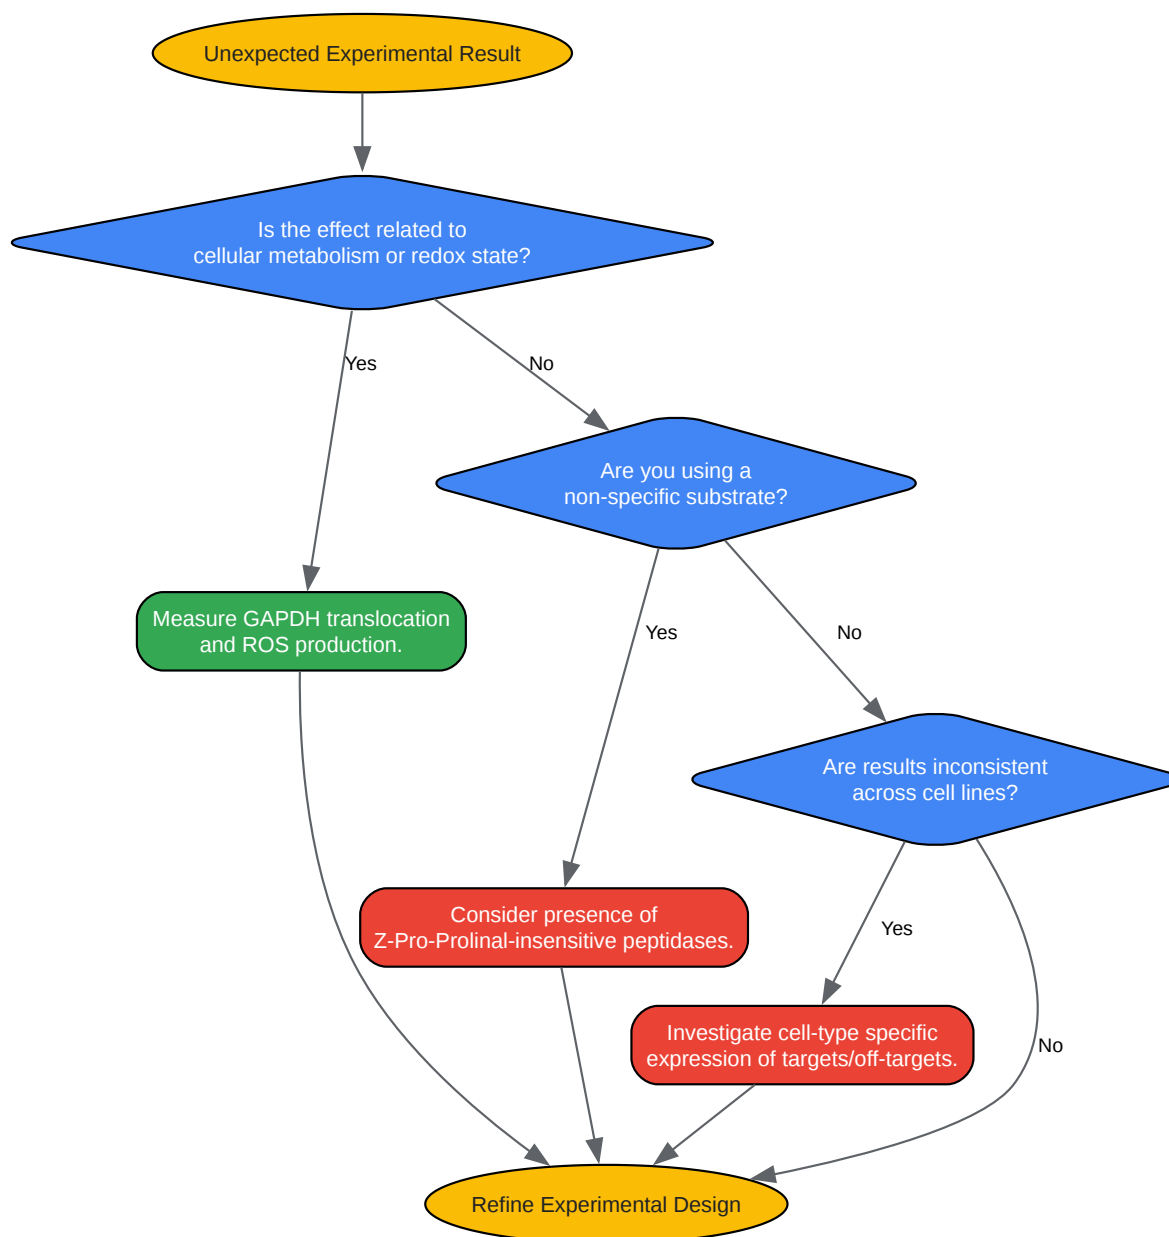 Unexpected Experimental Result
Is the effect related to
cellular metabolism or redox state?
Yes
No
Are you using a
non-specific substrate?
Measure GAPDH translocation
and ROS production.
Yes
No
Are results inconsistent
across cell lines?
Consider presence of
Z-Pro-Prolinal-insensitive peptidases.
Yes
Investigate cell-type specific
expression of targets/off-targets.
No
Refine Experimental Design